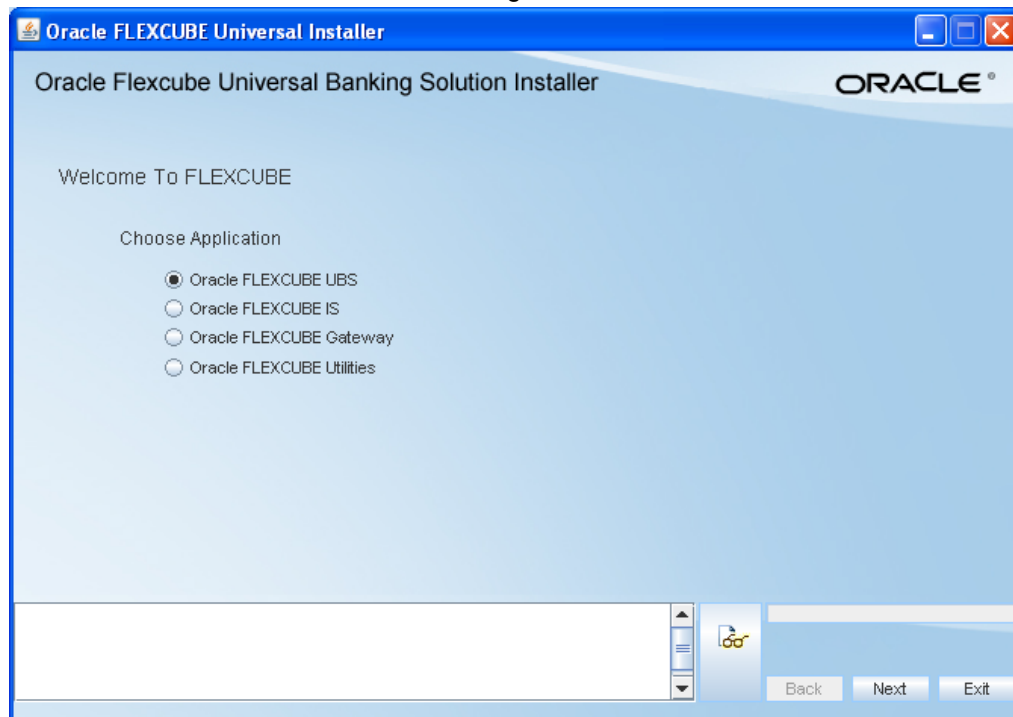 Oracle FLEXCUBE Universal Installer
Oracle Flexcube Universal Banking Solution Installer
ORACLE®
Welcome To FLEXCUBE
Choose Application
Oracle FLEXCUBE UBS
Oracle FLEXCUBE IS
Oracle FLEXCUBE Gateway
Oracle FLEXCUBE Utilities
Back Next Exit